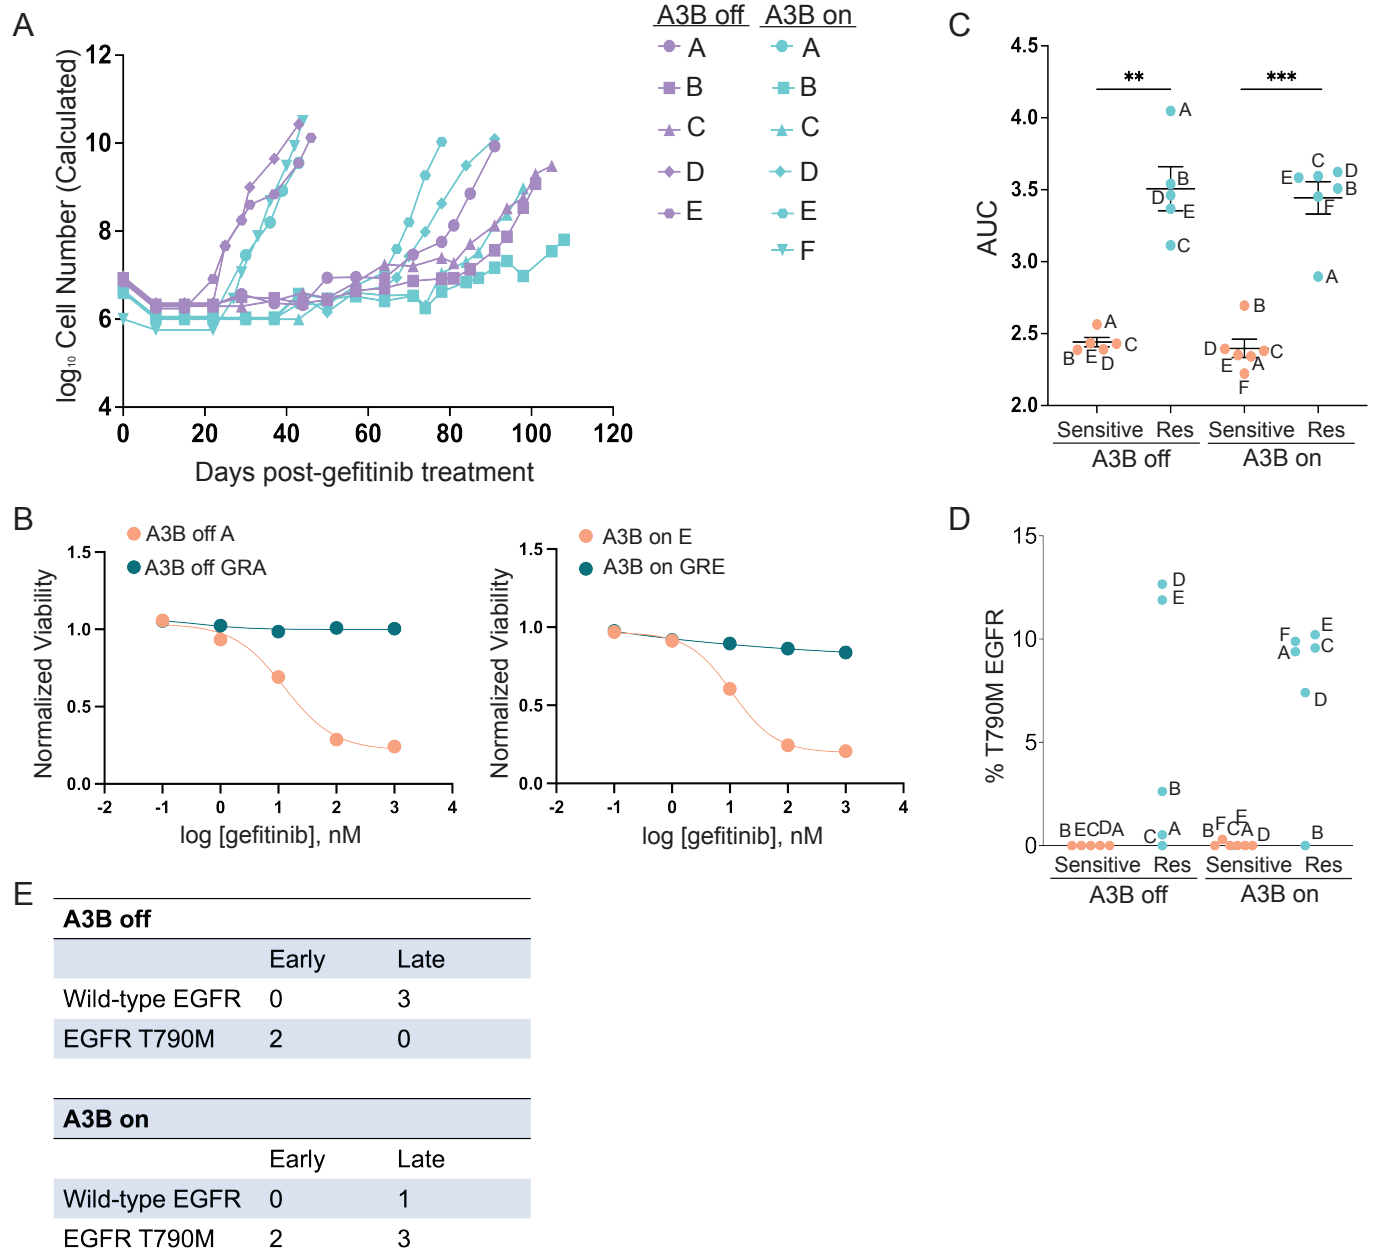 A
A3B off A3B on
A A
B B
C C
D D
E E
F
log10 Cell Number (Calculated)
12
10
8
6
4
0 20 40 60 80 100 120
Days post-gefitinib treatment
B
A3B off A
A3B off GRA
Normalized Viability
1.5
1.0
0.5
0.0
-2 -1 0 1 2 3 4
log [gefitinib], nM
A3B on E
A3B on GRE
Normalized Viability
1.5
1.0
0.5
0.0
-2 -1 0 1 2 3 4
log [gefitinib], nM
C
AUC
4.5
4.0
3.5
3.0
2.5
2.0
** ***
A
B
D
E
C
A
B E D C
C
E D
B
F
A
B
D C
E A
F
Sensitive Res Sensitive Res
A3B off A3B on
D
% T790M EGFR
15
10
5
0
D
E
B
A
C
B E C D A
F E
A C
D
B
E
B F C A D
Sensitive Res Sensitive Res
A3B off A3B on
E
A3B off
Early Late
Wild-type EGFR 0 3
EGFR T790M 2 0
A3B on
Early Late
Wild-type EGFR 0 1
EGFR T790M 2 3